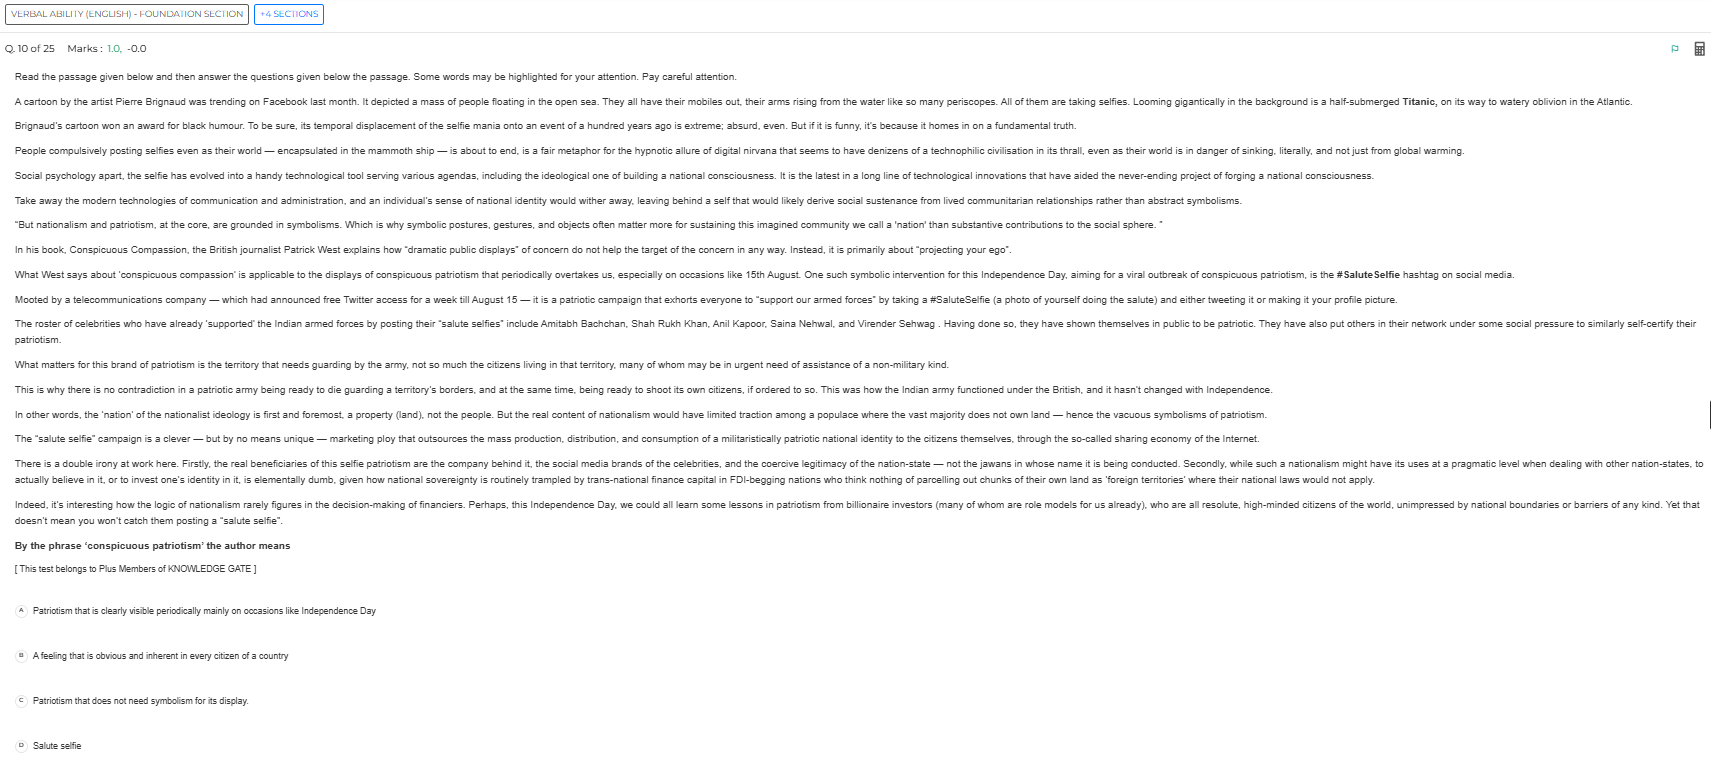 VERBAL ABILITY (ENGLISH) - FOUNDATION SECTION
+4 SECTIONS
Q. 10 of 25 Marks : 1.0, -0.0
Read the passage given below and then answer the questions given below the passage. Some words may be highlighted for your attention. Pay careful attention.
A cartoon by the artist Pierre Brignaud was trending on Facebook last month. It depicted a mass of people floating in the open sea. They all have their mobiles out, their arms rising from the water like so many periscopes. All of them are taking selfies. Looming gigantically in the background is a half-submerged Titanic, on its way to watery oblivion in the Atlantic.
Brignaud's cartoon won an award for black humour. To be sure, its temporal displacement of the selfie mania onto an event of a hundred years ago is extreme; absurd, even. But if it is funny, it's because it homes in on a fundamental truth.
People compulsively posting selfies even as their world — encapsulated in the mammoth ship — is about to end, is a fair metaphor for the hypnotic allure of digital nirvana that seems to have denizens of a technophilic civilisation in its thrall, even as their world is in danger of sinking, literally, and not just from global warming.
Social psychology apart, the selfie has evolved into a handy technological tool serving various agendas, including the ideological one of building a national consciousness. It is the latest in a long line of technological innovations that have aided the never-ending project of forging a national consciousness.
Take away the modern technologies of communication and administration, and an individual's sense of national identity would wither away, leaving behind a self that would likely derive social sustenance from lived communitarian relationships rather than abstract symbolisms.
"But nationalism and patriotism, at the core, are grounded in symbolisms. Which is why symbolic postures, gestures, and objects often matter more for sustaining this imagined community we call a 'nation' than substantive contributions to the social sphere. "
In his book, Conspicuous Compassion, the British journalist Patrick West explains how "dramatic public displays" of concern do not help the target of the concern in any way. Instead, it is primarily about "projecting your ego".
What West says about 'conspicuous compassion' is applicable to the displays of conspicuous patriotism that periodically overtakes us, especially on occasions like 15th August. One such symbolic intervention for this Independence Day, aiming for a viral outbreak of conspicuous patriotism, is the #SaluteSelfie hashtag on social media.
Mooted by a telecommunications company — which had announced free Twitter access for a week till August 15 — it is a patriotic campaign that exhorts everyone to "support our armed forces" by taking a #SaluteSelfie (a photo of yourself doing the salute) and either tweeting it or making it your profile picture.
The roster of celebrities who have already 'supported' the Indian armed forces by posting their "salute selfies" include Amitabh Bachchan, Shah Rukh Khan, Anil Kapoor, Saina Nehwal, and Virender Sehwag . Having done so, they have shown themselves in public to be patriotic. They have also put others in their network under some social pressure to similarly self-certify their
patriotism.
What matters for this brand of patriotism is the territory that needs guarding by the army, not so much the citizens living in that territory, many of whom may be in urgent need of assistance of a non-military kind.
This is why there is no contradiction in a patriotic army being ready to die guarding a territory's borders, and at the same time, being ready to shoot its own citizens, if ordered to so. This was how the Indian army functioned under the British, and it hasn't changed with Independence.
In other words, the 'nation' of the nationalist ideology is first and foremost, a property (land), not the people. But the real content of nationalism would have limited traction among a populace where the vast majority does not own land — hence the vacuous symbolisms of patriotism.
The "salute selfie" campaign is a clever — but by no means unique — marketing ploy that outsources the mass production, distribution, and consumption of a militaristically patriotic national identity to the citizens themselves, through the so-called sharing economy of the Internet.
There is a double irony at work here. Firstly, the real beneficiaries of this selfie patriotism are the company behind it, the social media brands of the celebrities, and the coercive legitimacy of the nation-state — not the jawans in whose name it is being conducted. Secondly, while such a nationalism might have its uses at a pragmatic level when dealing with other nation-states, to
actually believe in it, or to invest one's identity in it, is elementally dumb, given how national sovereignty is routinely trampled by trans-national finance capital in FDI-begging nations who think nothing of parcelling out chunks of their own land as 'foreign territories' where their national laws would not apply.
Indeed, it's interesting how the logic of nationalism rarely figures in the decision-making of financiers. Perhaps, this Independence Day, we could all learn some lessons in patriotism from billionaire investors (many of whom are role models for us already), who are all resolute, high-minded citizens of the world, unimpressed by national boundaries or barriers of any kind. Yet that
doesn't mean you won't catch them posting a "salute selfie".
By the phrase 'conspicuous patriotism' the author means
[ This test belongs to Plus Members of KNOWLEDGE GATE ]
A Patriotism that is clearly visible periodically mainly on occasions like Independence Day
B A feeling that is obvious and inherent in every citizen of a country
C Patriotism that does not need symbolism for its display.
D Salute selfie